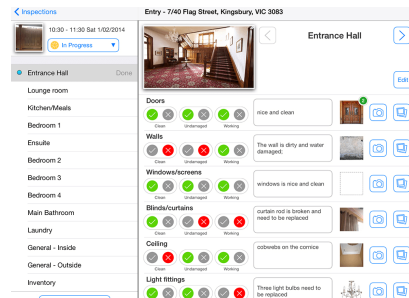 Inspections
Entry - 7/40 Flag Street, Kingsbury, VIC 3083
10:30 - 11:30 Sat 1/02/2014
In Progress
Entrance Hall
Edit
Entrance Hall Done
Lounge room
Kitchen/Meals
Bedroom 1
Ensuite
Bedroom 2
Bedroom 3
Bedroom 4
Main Bathroom
Laundry
General - Inside
General - Outside
Inventory
Doors
Clean Undamaged Working
nice and clean
2
Walls
Clean Undamaged Working
The wall is dirty and water
damaged;
Windows/screens
Clean Undamaged Working
windows is nice and clean
Blinds/curtains
Clean Undamaged Working
curtain rod is broken and
need to be replaced
Ceiling
Clean Undamaged Working
cobwebs on the cornice
Light fittings
Three light bulbs need to
be replaced